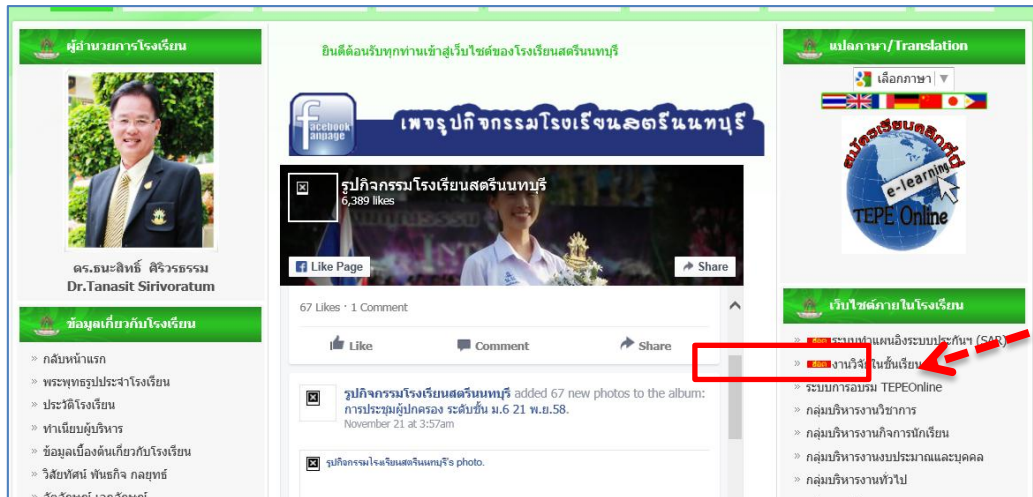 ผู้อำนวยการโรงเรียน
ดร.ธนะสิทธิ์ ศิริวรธรรม
Dr.Tanasit Sirivoratum
ข้อมูลเกี่ยวกับโรงเรียน
» กลับหน้าแรก
» พระพุทธรูปประจำโรงเรียน
» ประวัติโรงเรียน
» ทำเนียบผู้บริหาร
» ข้อมูลเบื้องต้นเกี่ยวกับโรงเรียน
» วิสัยทัศน์ พันธกิจ กลยุทธ์
ยินดีต้อนรับทุกท่านเข้าสู่เว็บไซต์ของโรงเรียนสตรีนนทบุรี
facebook
fanpage
เพจรูปกิจกรรมโรงเรียนสตรีนนทบุรี
รูปกิจกรรมโรงเรียนสตรีนนทบุรี
6,389 likes
Like Page
Share
67 Likes · 1 Comment
Like Comment Share
รูปกิจกรรมโรงเรียนสตรีนนทบุรี added 67 new photos to the album:
การประชุมผู้ปกครอง ระดับชั้น ม.6 21 พ.ย.58.
November 21 at 3:57am
รูปกิจกรรมโรงเรียนสตรีนนทบุรี's photo.
แปลภาษา/Translation
เลือกภาษา ▼
สมัครเรียนคลิกที่นี่
e-learning
TEPE Online
เว็บไซต์ภายในโรงเรียน
» ระบบทำแผนอิงระบบประกันฯ (SAR)
» งานวิจัยในชั้นเรียน
» ระบบการอบรม TEPEOnline
» กลุ่มบริหารงานวิชาการ
» กลุ่มบริหารงานกิจการนักเรียน
» กลุ่มบริหารงานงบประมาณและบุคคล
» กลุ่มบริหารงานทั่วไป